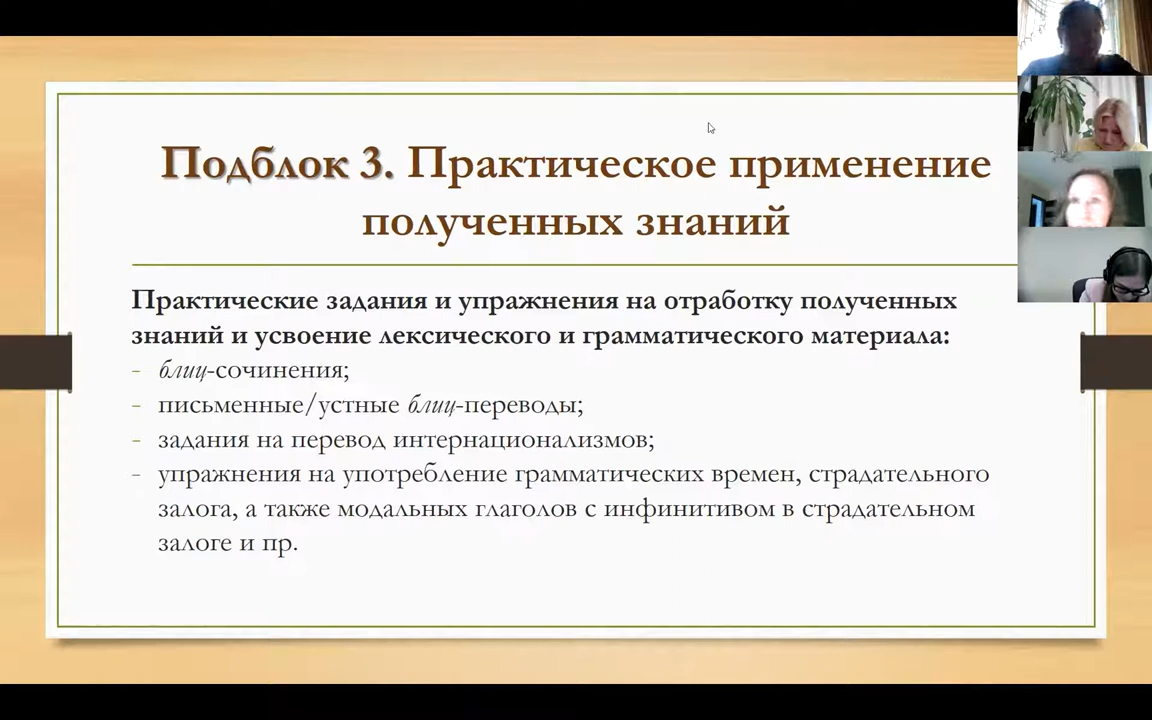 Подблок 3. Практическое применение
полученных знаний
Практические задания и упражнения на отработку полученных
знаний и усвоение лексического и грамматического материала:
- блиц-сочинения;
- письменные/устные блиц-переводы;
- задания на перевод интернационализмов;
- упражнения на употребление грамматических времен, страдательного
залога, а также модальных глаголов с инфинитивом в страдательном
залоге и пр.